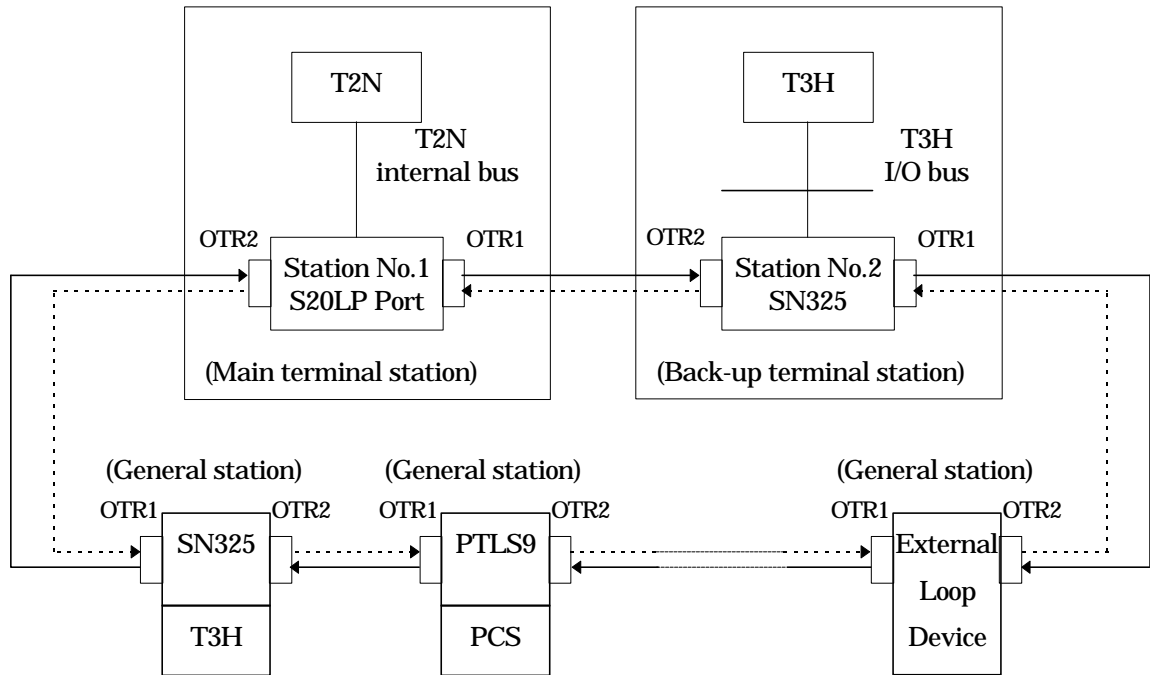 T2N
T2N
internal bus
OTR2
OTR1
Station No.1
S20LP Port
(Main terminal station)
T3H
T3H
I/O bus
OTR2
OTR1
Station No.2
SN325
(Back-up terminal station)
(General station)
OTR1
OTR2
SN325
T3H
(General station)
OTR1
OTR2
PTLS9
PCS
(General station)
OTR1
OTR2
External
Loop
Device